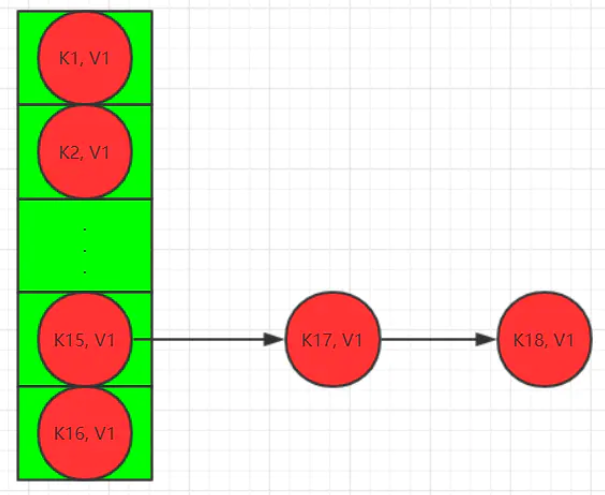 K1, V1
K2, V1
.
.
.
K15, V1
K17, V1
K18, V1
K16, V1